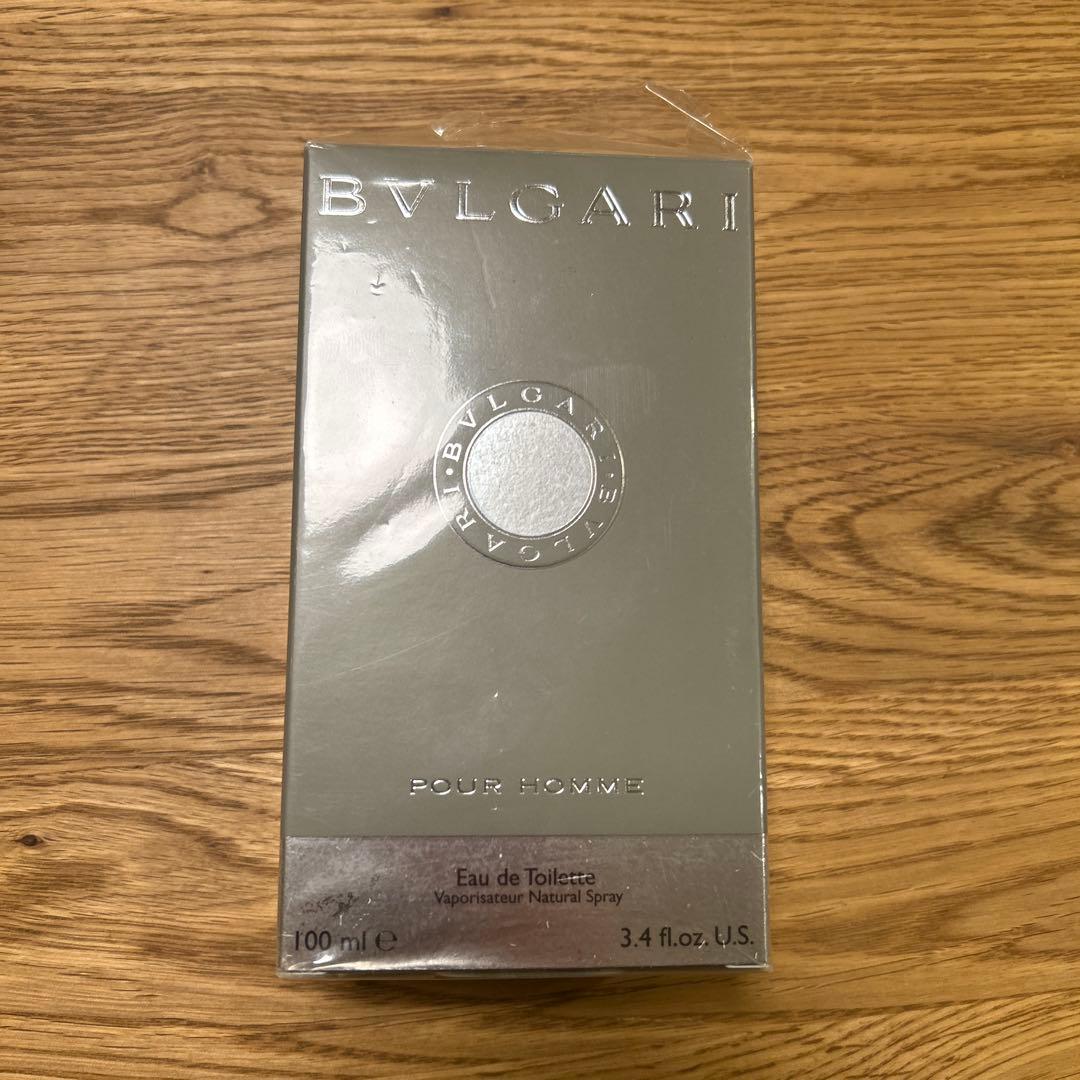 BVLGARI
BVLGARI · BVLGARI ·
POUR HOMME
Eau de Toilette
Vaporisateur Natural Spray
100 ml ℮
3.4 fl.oz. U.S.